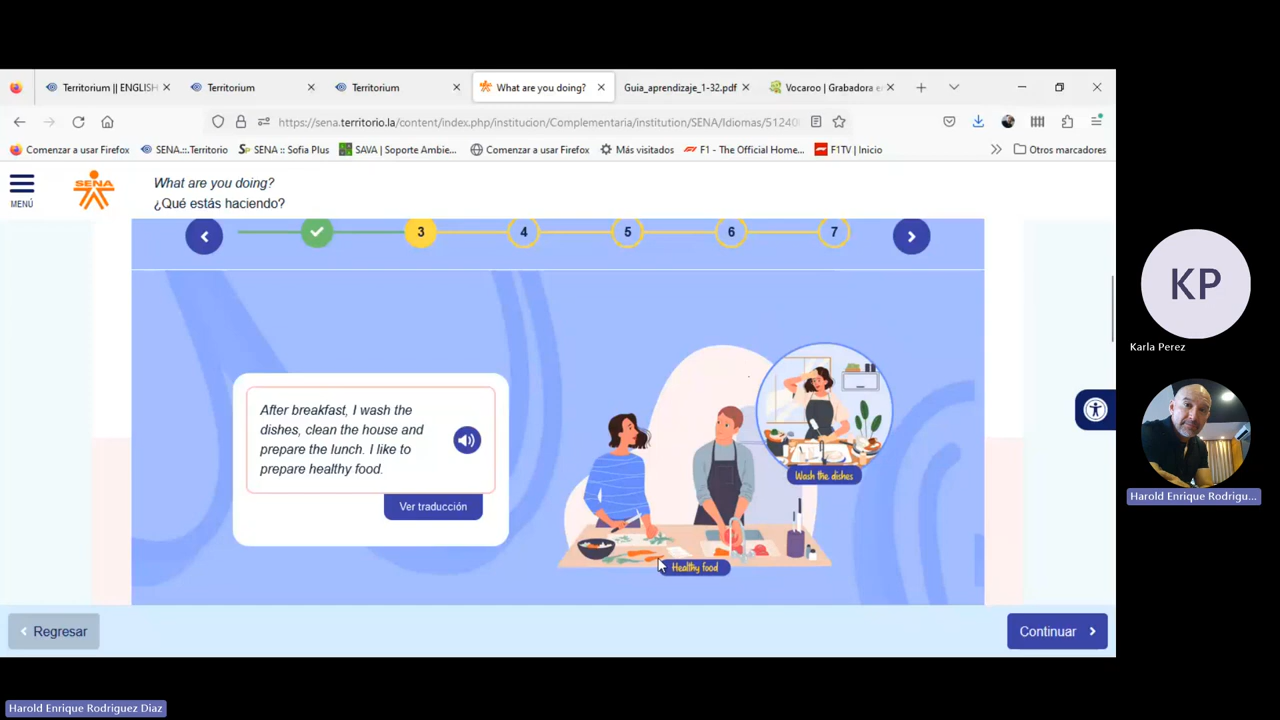 Territorium || ENGLISH
Territorium
Territorium
What are you doing?
Guia_aprendizaje_1-32.pdf
Vocaroo | Grabadora e
https://sena.territorio.la/content/index.php/institucion/Complementaria/institution/SENA/Idiomas/51240
Comenzar a usar Firefox
SENA.::.Territorio
SENA :: Sofia Plus
SAVA | Soporte Ambie...
Comenzar a usar Firefox
Más visitados
F1 - The Official Home...
F1TV | Inicio
Otros marcadores
MENÚ
SENA
What are you doing?
¿Qué estás haciendo?
3
4
5
6
7
After breakfast, I wash the
dishes, clean the house and
prepare the lunch. I like to
prepare healthy food.
Ver traducción
Wash the dishes
Healthy food
Regresar
Continuar
KP
Karla Perez
Harold Enrique Rodrigu...
Harold Enrique Rodriguez Diaz